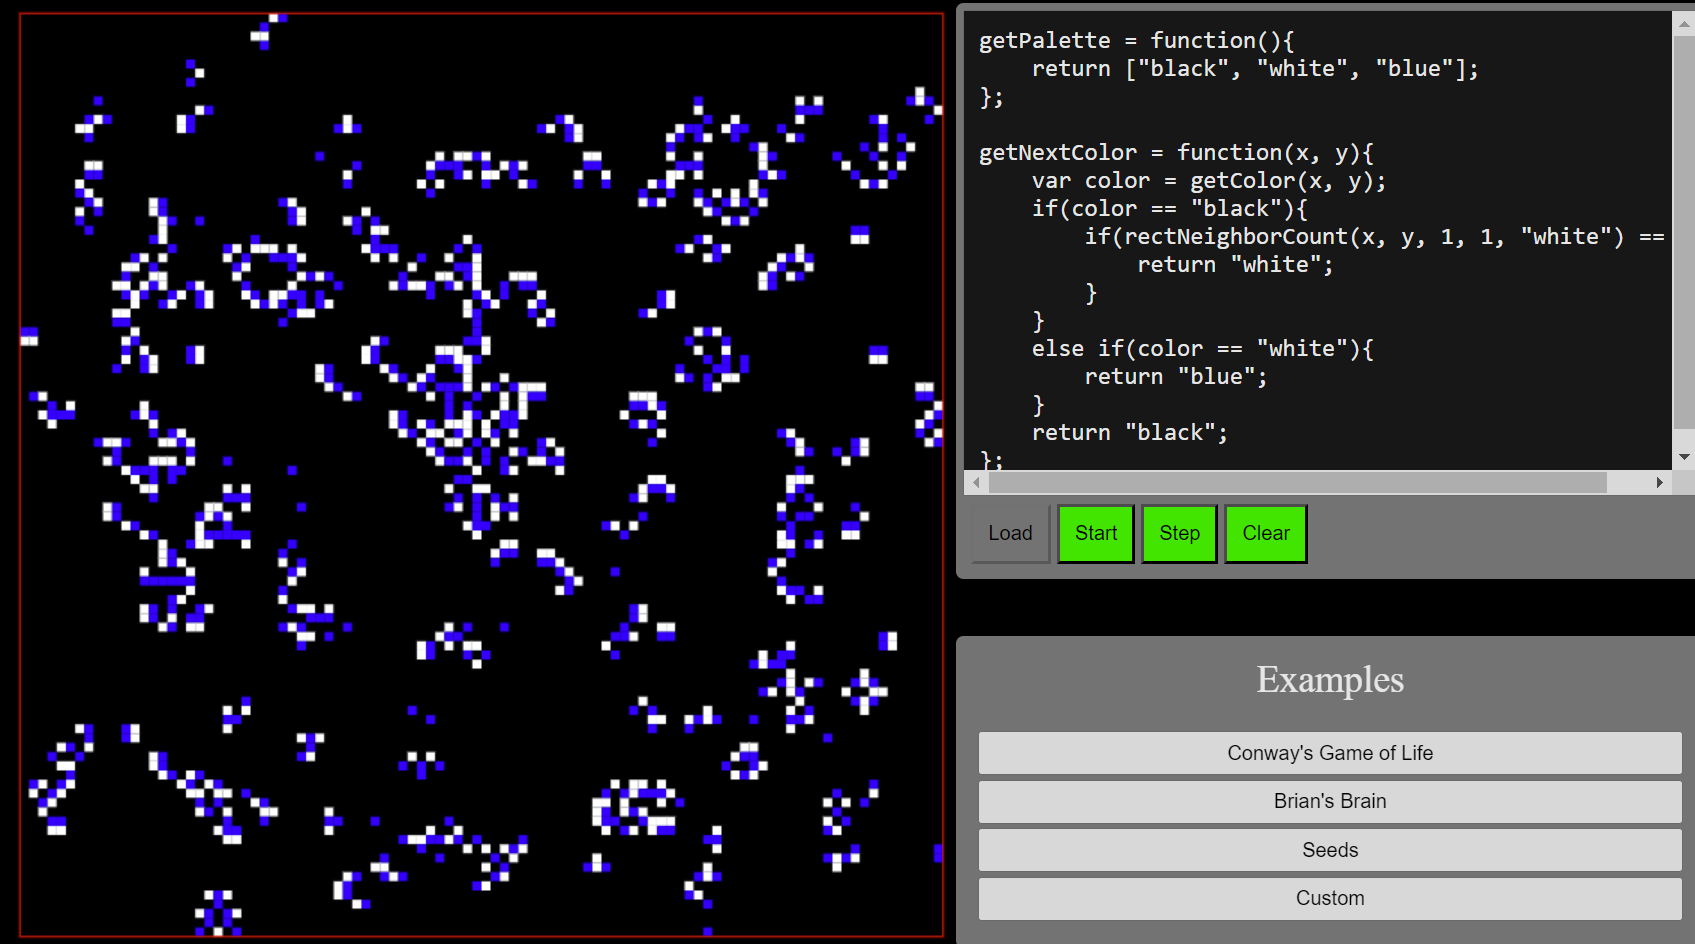 getPalette = function(){
    return ["black", "white", "blue"];
};

getNextColor = function(x, y){
    var color = getColor(x, y);
    if(color == "black"){
        if(rectNeighborCount(x, y, 1, 1, "white") ==
            return "white";
        }
    }
    else if(color == "white"){
        return "blue";
    }
    return "black";
};
Load Start Step Clear
Examples
Conway's Game of Life
Brian's Brain
Seeds
Custom